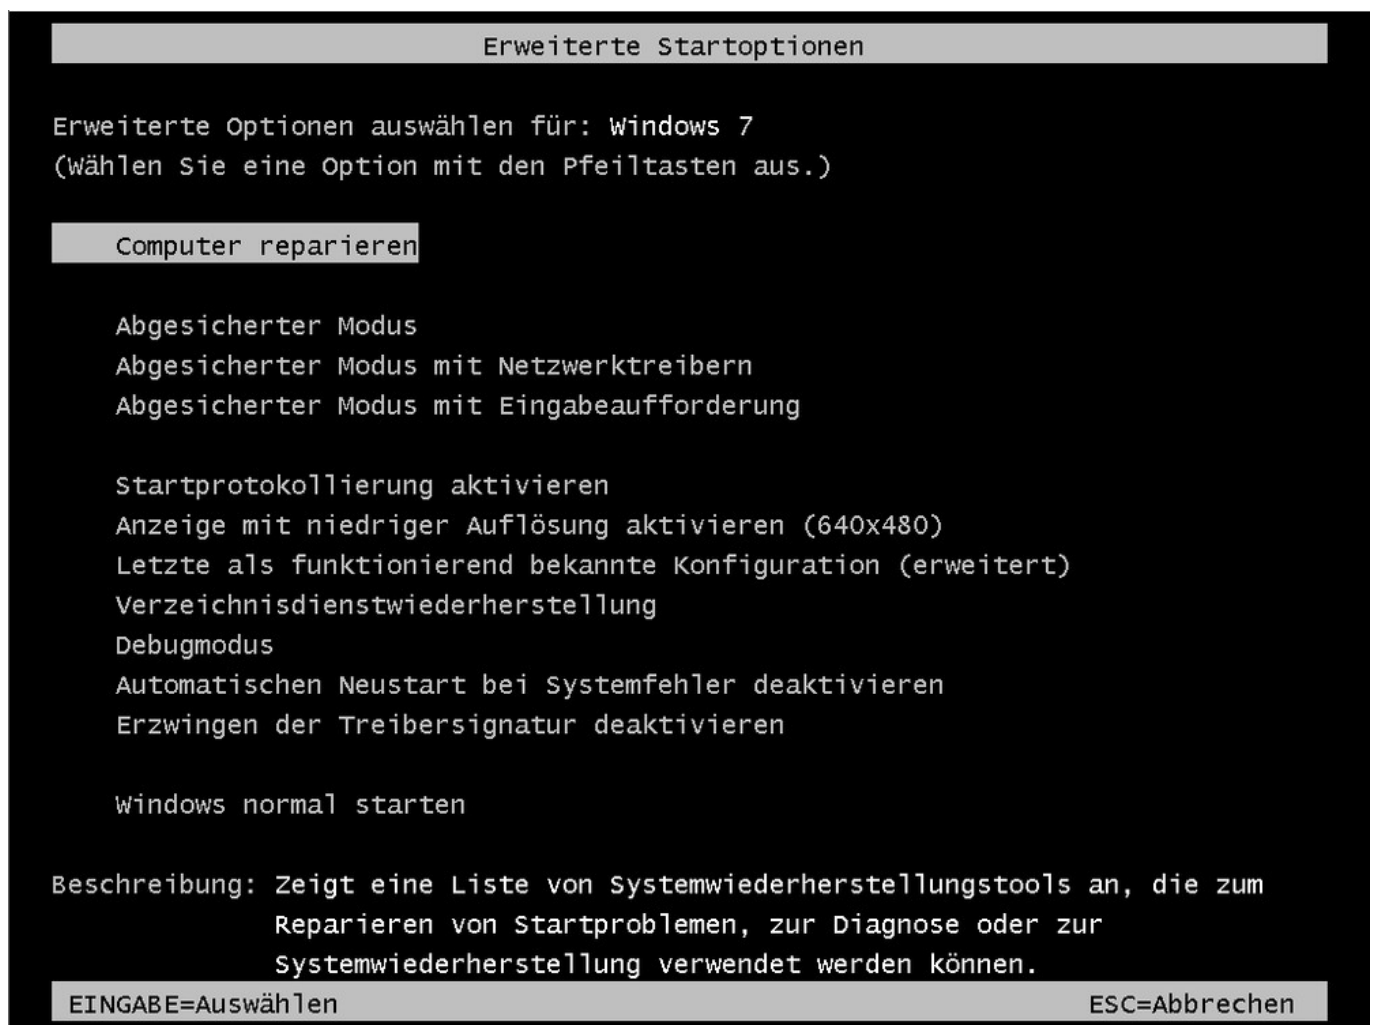 Erweiterte Startoptionen
Erweiterte Optionen auswählen für: Windows 7
(Wählen Sie eine Option mit den Pfeiltasten aus.)
Computer reparieren
Abgesicherter Modus
Abgesicherter Modus mit Netzwerktreibern
Abgesicherter Modus mit Eingabeaufforderung
Startprotokollierung aktivieren
Anzeige mit niedriger Auflösung aktivieren (640x480)
Letzte als funktionierend bekannte Konfiguration (erweitert)
Verzeichnisdienstwiederherstellung
Debugmodus
Automatischen Neustart bei Systemfehler deaktivieren
Erzwingen der Treibersignatur deaktivieren
Windows normal starten
Beschreibung: Zeigt eine Liste von Systemwiederherstellungstools an, die zum
Reparieren von Startproblemen, zur Diagnose oder zur
Systemwiederherstellung verwendet werden können.
EINGABE=Auswählen ESC=Abbrechen